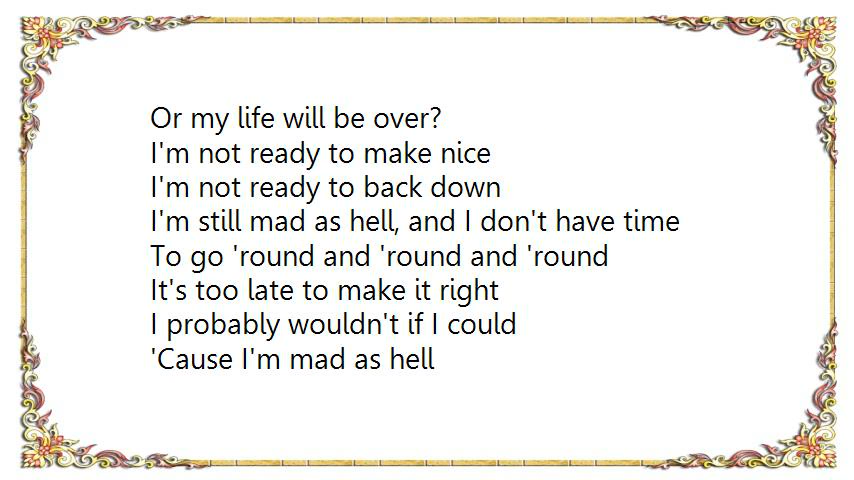 Or my life will be over?
I'm not ready to make nice
I'm not ready to back down
I'm still mad as hell, and I don't have time
To go 'round and 'round and 'round
It's too late to make it right
I probably wouldn't if I could
'Cause I'm mad as hell